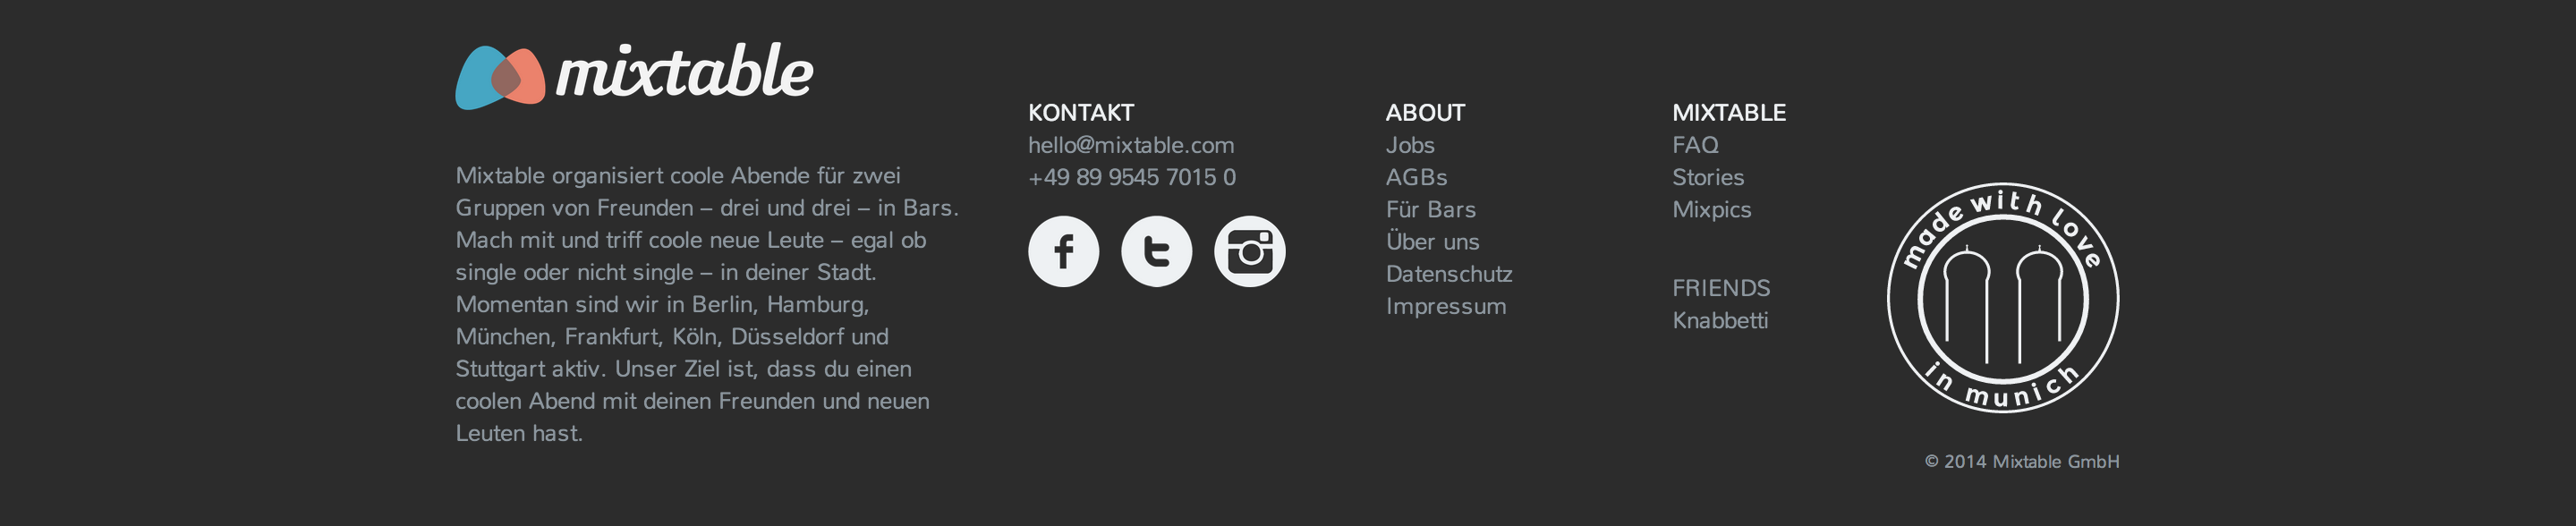 mixtable
Mixtable organisiert coole Abende für zwei
Gruppen von Freunden – drei und drei – in Bars.
Mach mit und triff coole neue Leute – egal ob
single oder nicht single – in deiner Stadt.
Momentan sind wir in Berlin, Hamburg,
München, Frankfurt, Köln, Düsseldorf und
Stuttgart aktiv. Unser Ziel ist, dass du einen
coolen Abend mit deinen Freunden und neuen
Leuten hast.
KONTAKT
hello@mixtable.com
+49 89 9545 7015 0
ABOUT
Jobs
AGBs
Für Bars
Über uns
Datenschutz
Impressum
MIXTABLE
FAQ
Stories
Mixpics
FRIENDS
Knabbetti
made with love
in munich
© 2014 Mixtable GmbH